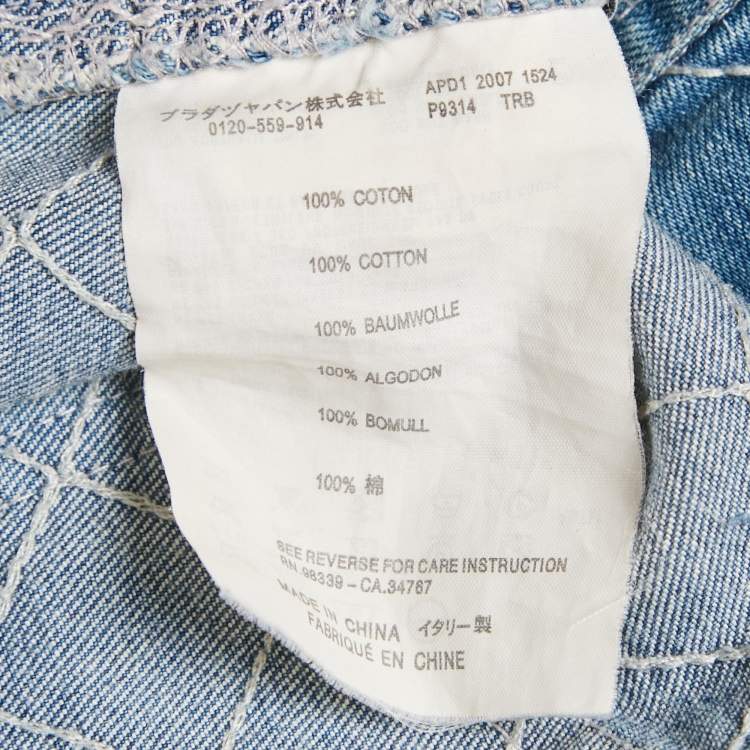 プラダヅャパン株式会社
0120-559-914
APD1 2007 1524
P9314 TRB
100% COTON
100% COTTON
100% BAUMWOLLE
100% ALGODON
100% BOMULL
100% 棉
SEE REVERSE FOR CARE INSTRUCTION
RN.98339-CA.34767
MADE IN CHINA イタリー製
FABRIQUÉ EN CHINE